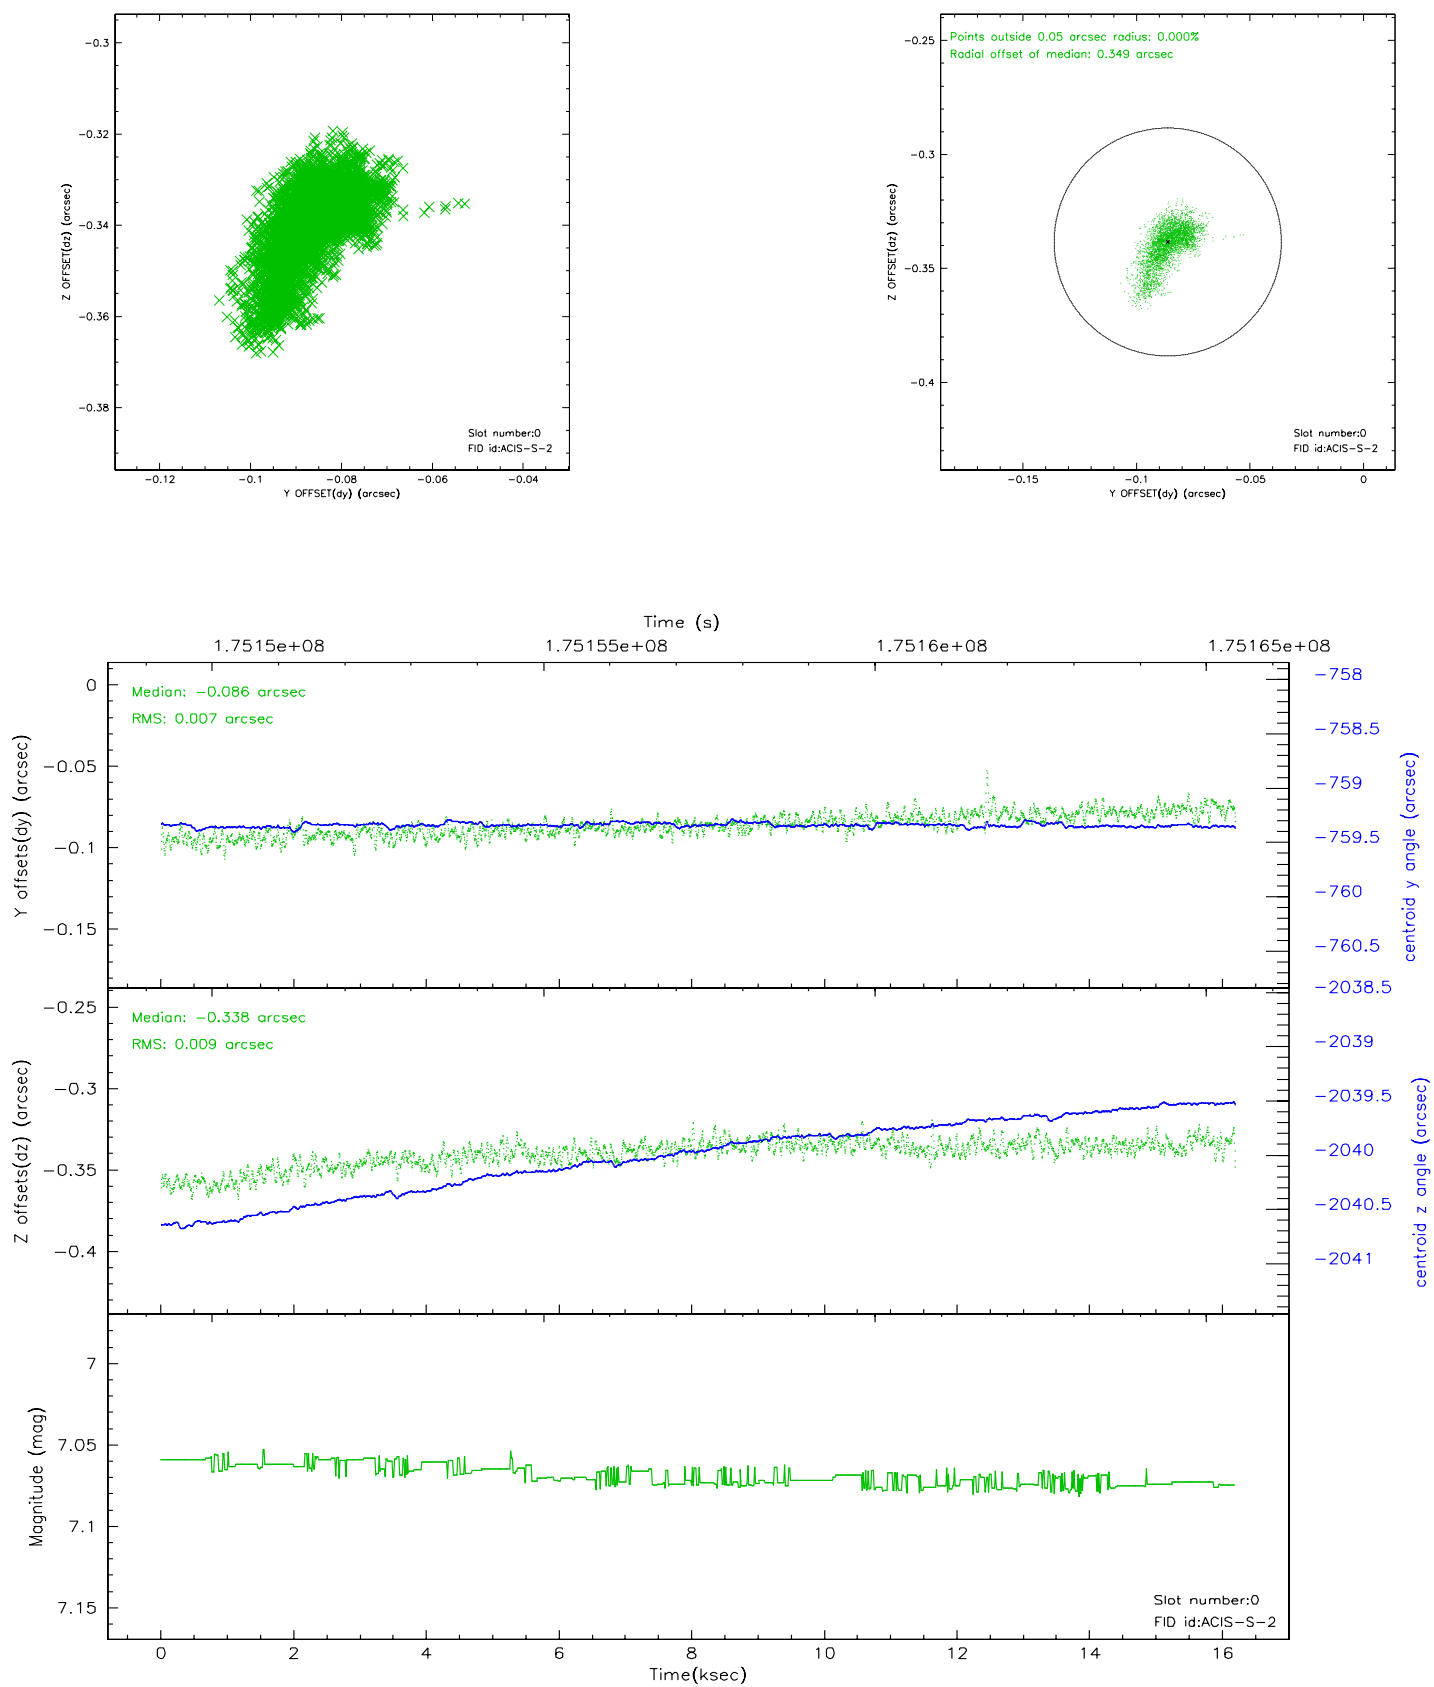 -0.3
-0.32
-0.34
-0.36
-0.38
Z OFFSET(dz) (arcsec)
Slot number:0
FID id:ACIS-S-2
-0.12
-0.1
-0.08
-0.06
-0.04
Y OFFSET(dy) (arcsec)
Points outside 0.05 arcsec radius: 0.000%
Radial offset of median: 0.349 arcsec
-0.25
-0.3
-0.35
-0.4
Z OFFSET(dz) (arcsec)
Slot number:0
FID id:ACIS-S-2
-0.15
-0.1
-0.05
0
Y OFFSET(dy) (arcsec)
Time (s)
1.7515e+08
1.75155e+08
1.7516e+08
1.75165e+08
Median: -0.086 arcsec
RMS: 0.007 arcsec
0
-0.05
-0.1
-0.15
Y offsets(dy) (arcsec)
-758
-758.5
-759
-759.5
-760
-760.5
centroid y angle (arcsec)
Median: -0.338 arcsec
RMS: 0.009 arcsec
-0.25
-0.3
-0.35
-0.4
Z offsets(dz) (arcsec)
-2038.5
-2039
-2039.5
-2040
-2040.5
-2041
centroid z angle (arcsec)
7
7.05
7.1
7.15
Magnitude (mag)
Slot number:0
FID id:ACIS-S-2
0
2
4
6
8
10
12
14
16
Time(ksec)